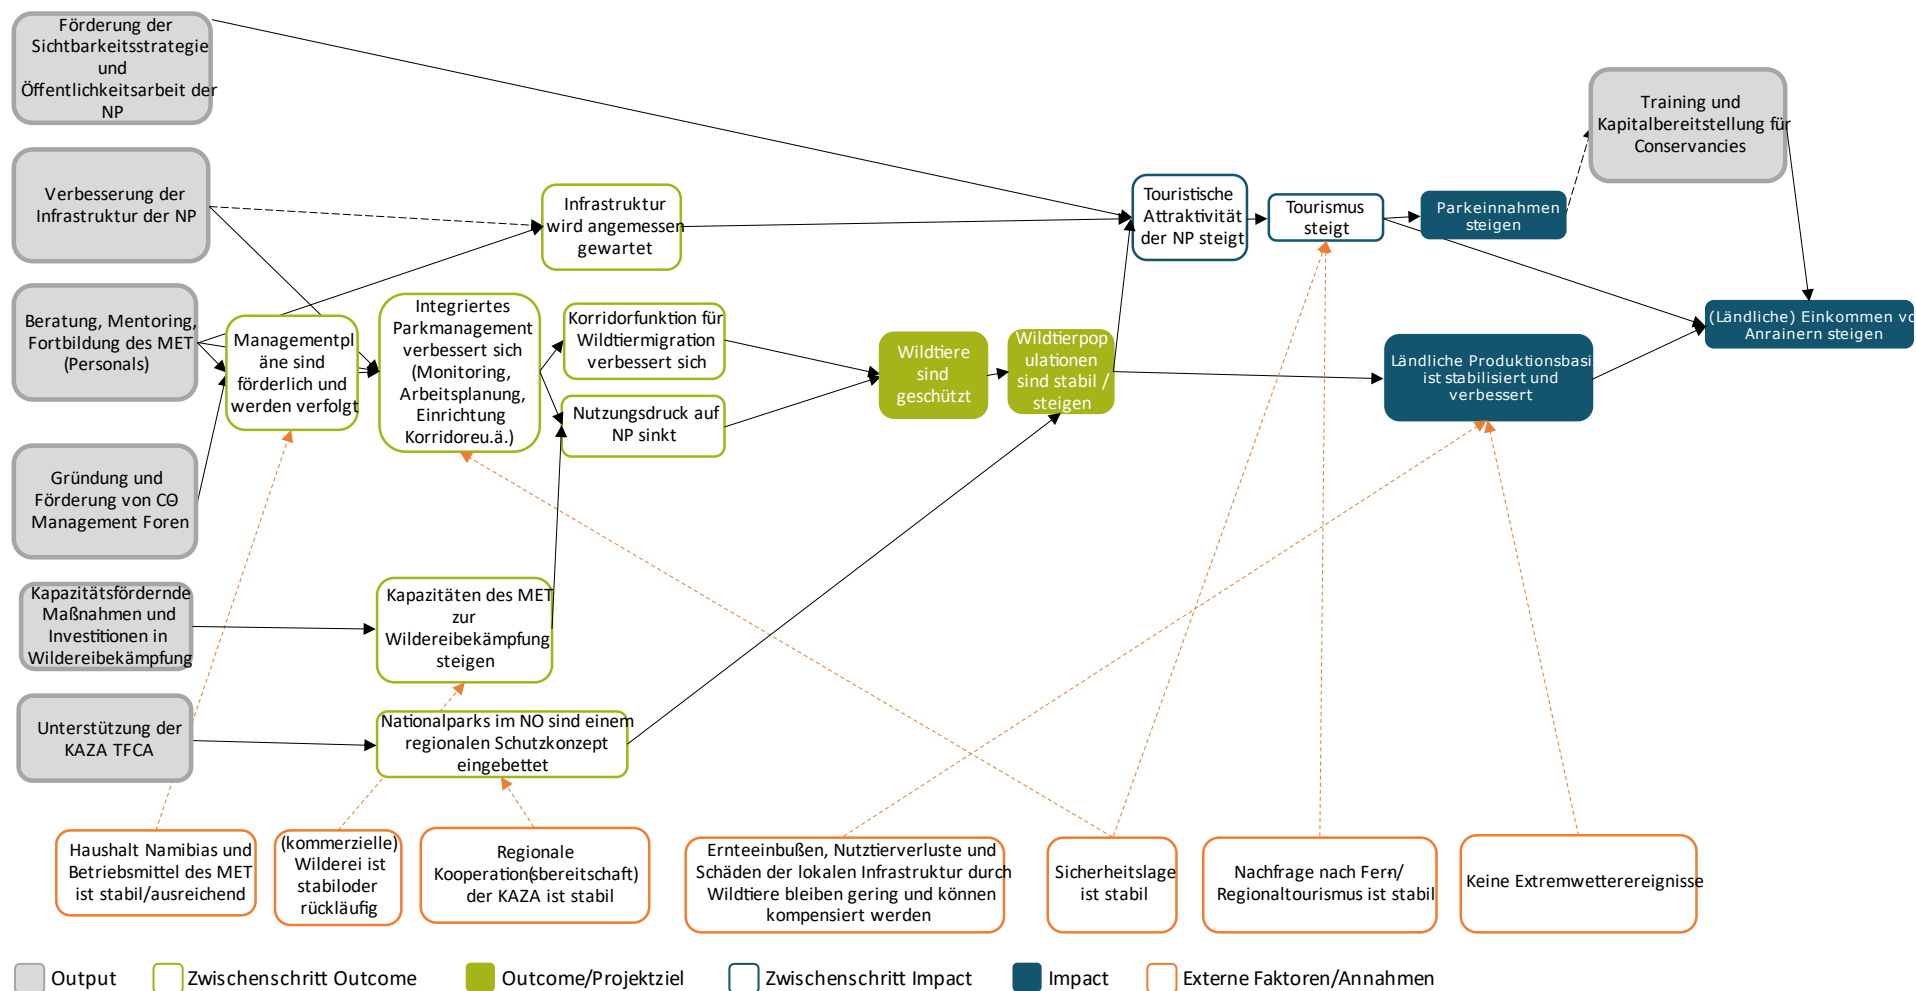 Förderung der
Sichtbarkeitsstrategie
und
Öffentlichkeitsarbeit der
NP
Verbesserung der
Infrastruktur der NP
Beratung, Mentoring,
Fortbildung des MET
(Personals)
Gründung und
Förderung von CO
Management Foren
Kapazitätsfördernde
Maßnahmen und
Investitionen in
Wildereibekämpfung
Unterstützung der
KAZA TFCA
Managementpl
äne sind
förderlich und
werden verfolgt
Integriertes
Parkmanagement
verbessert sich
(Monitoring,
Arbeitsplanung,
Einrichtung
Korridoreu.ä.)
Infrastruktur
wird angemessen
gewartet
Korridorfunktion für
Wildtiermigration
verbessert sich
Nutzungsdruck auf
NP sinkt
Kapazitäten des MET
zur
Wildereibekämpfung
steigen
Nationalparks im NO sind einem
regionalen Schutzkonzept
eingebettet
Wildtiere
sind
geschützt
Wildtierpop
ulationen
sind stabil /
steigen
Touristische
Attraktivität
der NP steigt
Tourismus
steigt
Parkeinnahmen
steigen
Training und
Kapitalbereitstellung für
Conservancies
(Ländliche) Einkommen vo
Anrainern steigen
Ländliche Produktionsbasi
ist stabilisiert und
verbessert
Haushalt Namibias und
Betriebsmittel des MET
ist stabil/ausreichend
(kommerzielle)
Wilderei ist
stabiloder
rückläufig
Regionale
Kooperation(sbereitschaft)
der KAZA ist stabil
Ernteeinbußen, Nutztierverluste und
Schäden der lokalen Infrastruktur durch
Wildtiere bleiben gering und können
kompensiert werden
Sicherheitslage
ist stabil
Nachfrage nach Fern-/
Regionaltourismus ist stabil
Keine Extremwetterereignisse
Output
Zwischenschritt Outcome
Outcome/Projektziel
Zwischenschritt Impact
Impact
Externe Faktoren/Annahmen